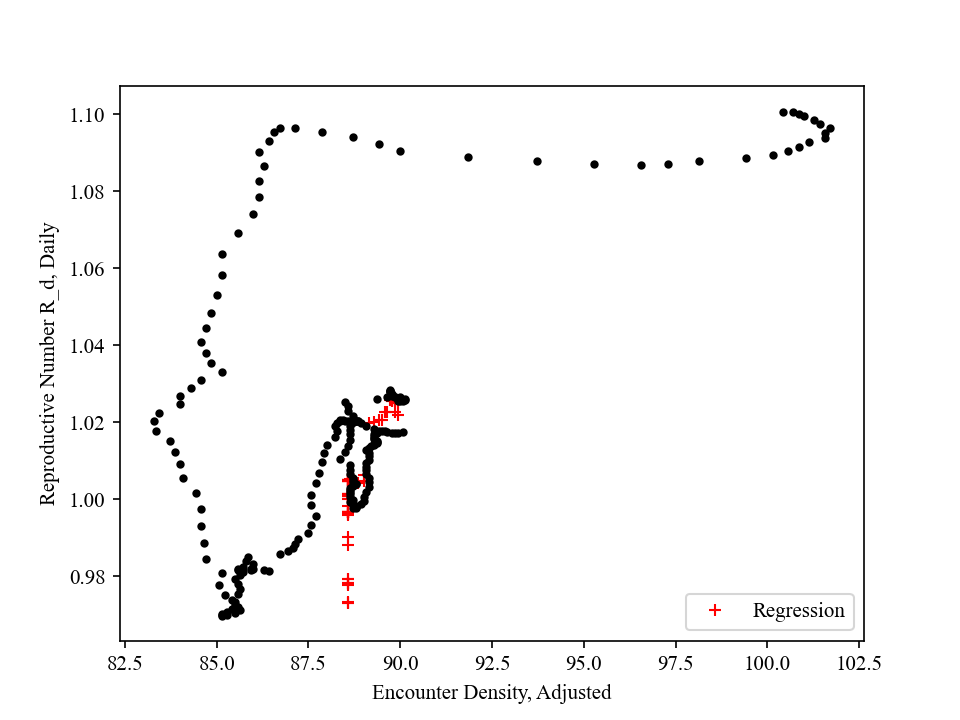 1.10
1.08
1.06
1.04
1.02
1.00
0.98
Reproductive Number R_d, Daily
Regression
82.5 85.0 87.5 90.0 92.5 95.0 97.5 100.0 102.5
Encounter Density, Adjusted